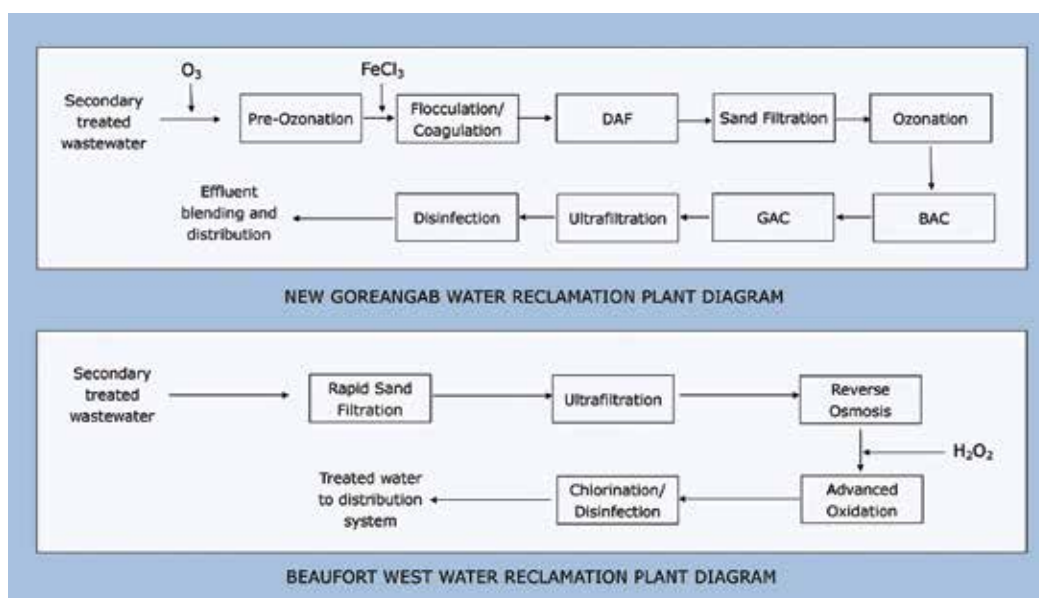 O₃
FeCl₃
Secondary
treated
wastewater
Pre-Ozonation
Flocculation/
Coagulation
DAF
Sand Filtration
Ozonation
Effluent
blending and
distribution
Disinfection
Ultrafiltration
GAC
BAC
NEW GOREANGAB WATER RECLAMATION PLANT DIAGRAM
Secondary
treated
wastewater
Rapid Sand
Filtration
Ultrafiltration
Reverse
Osmosis
H₂O₂
Treated water
to distribution
system
Chlorination/
Disinfection
Advanced
Oxidation
BEAUFORT WEST WATER RECLAMATION PLANT DIAGRAM